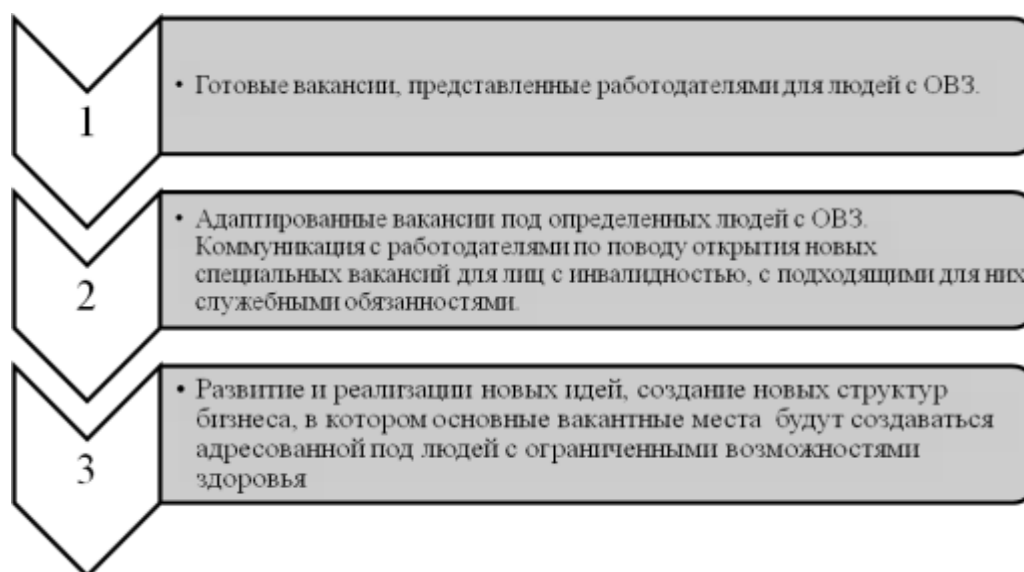 1
• Готовые вакансии, представленные работодателями для людей с ОВЗ.
2
• Адаптированные вакансии под определенных людей с ОВЗ.
Коммуникация с работодателями по поводу открытия новых
специальных вакансий для лиц с инвалидностью, с подходящими для них
служебными обязанностями.
3
• Развитие и реализации новых идей, создание новых структур
бизнеса, в котором основные вакантные места будут создаваться
адресованной под людей с ограниченными возможностями
здоровья